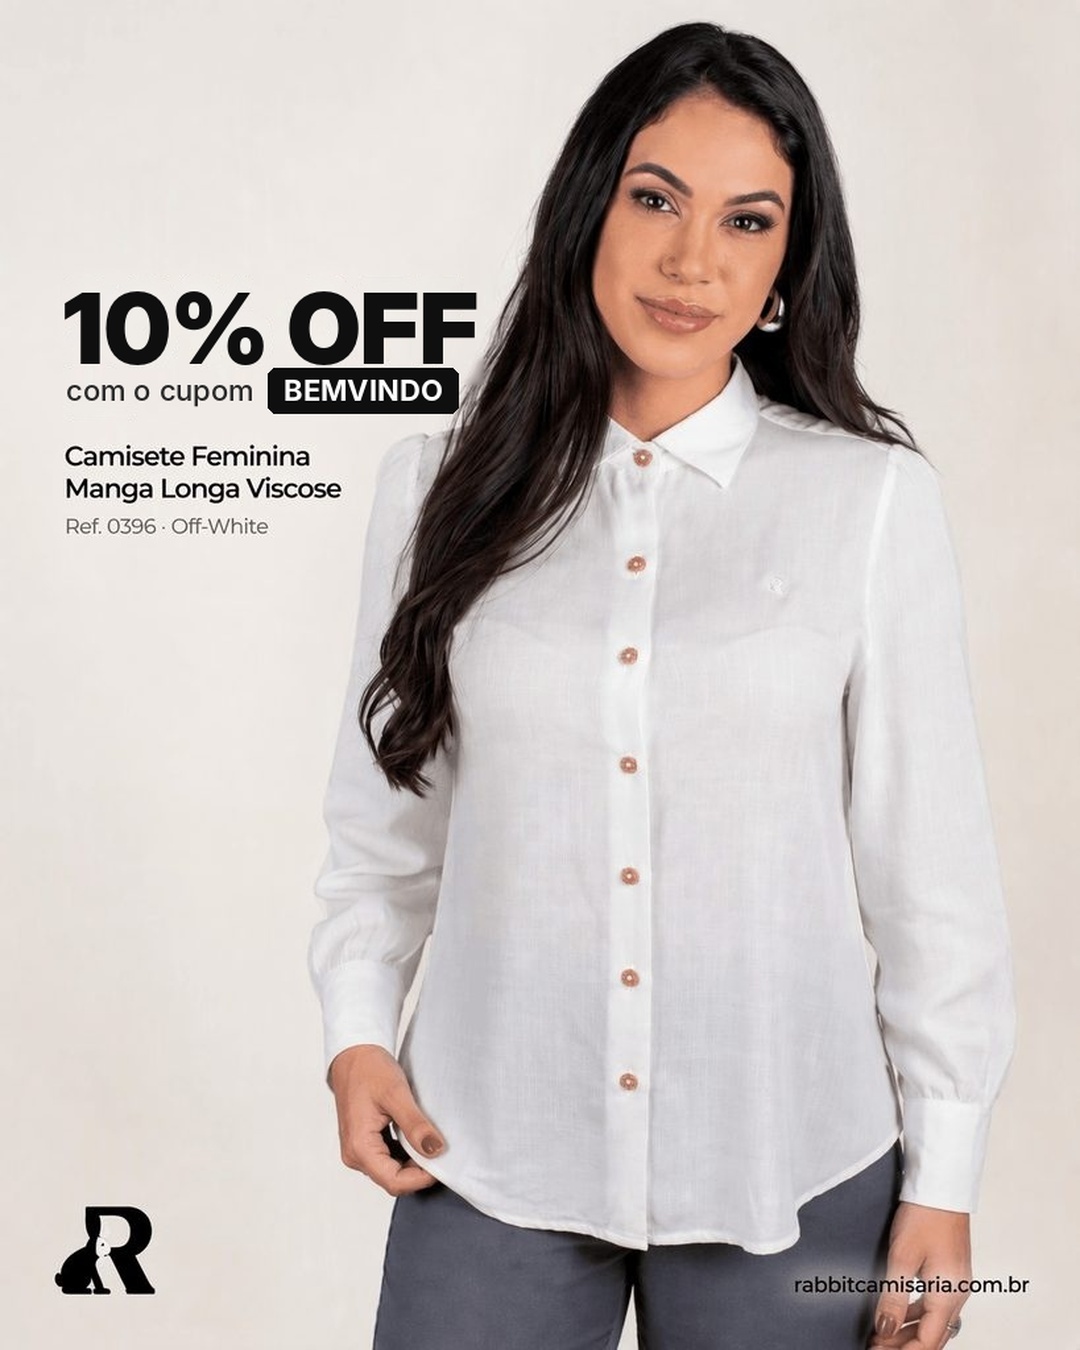 10% OFF
com o cupom BEMVINDO
Camisete Feminina
Manga Longa Viscose
Ref. 0396 · Off-White
R
rabbitcamisaria.com.br